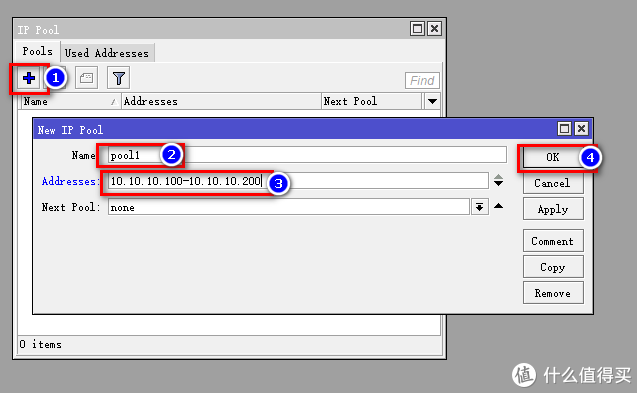 IP Pool
Pools Used Addresses
1 Find
Name Addresses Next Pool
New IP Pool
Name: pool1 2 OK 4
Addresses: 10.10.10.100-10.10.10.200 3 Cancel
Next Pool: none Apply
Comment
Copy
Remove
0 items
值 什么值得买